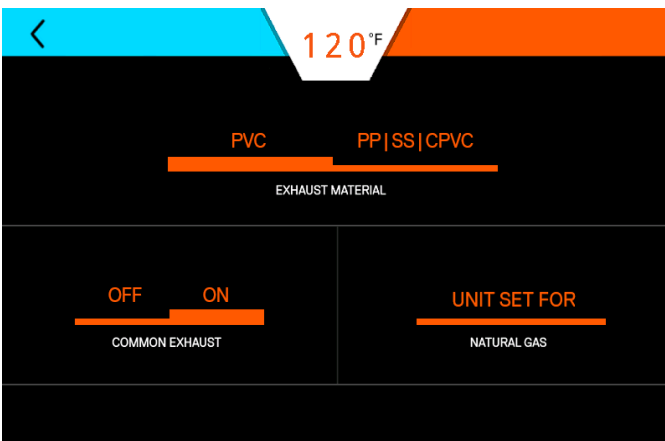 120°F
PVC PP|SS|CPVC
EXHAUST MATERIAL
OFF ON
COMMON EXHAUST
UNIT SET FOR
NATURAL GAS